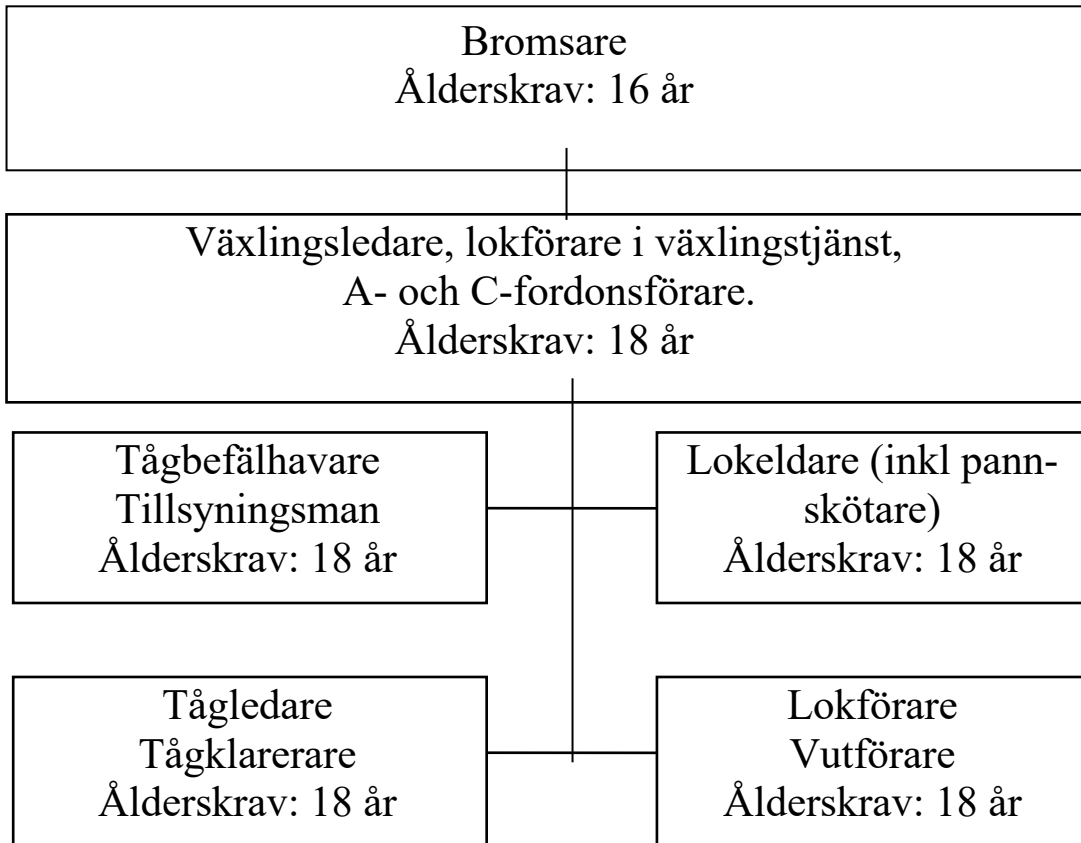 Bromsare
Ålderskrav: 16 år
Växlingsledare, lokförare i växlingstjänst,
A- och C-fordonsförare.
Ålderskrav: 18 år
Tågbefälhavare
Tillsyningsman
Ålderskrav: 18 år
Lokeldare (inkl pann-
skötare)
Ålderskrav: 18 år
Tågledare
Tågklarerare
Ålderskrav: 18 år
Lokförare
Vutförare
Ålderskrav: 18 år